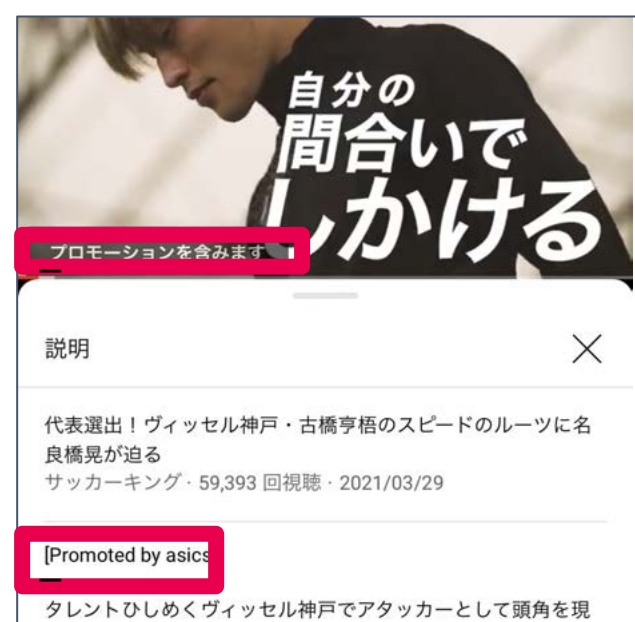 自分の
間合いで
しかける
プロモーションを含みます
説明
代表選出！ヴィッセル神戸・古橋亨梧のスピードのルーツに名
良橋晃が迫る
サッカーキング · 59,393 回視聴 · 2021/03/29
[Promoted by asics
タレントひしめくヴィッセル神戸でアタッカーとして頭角を現